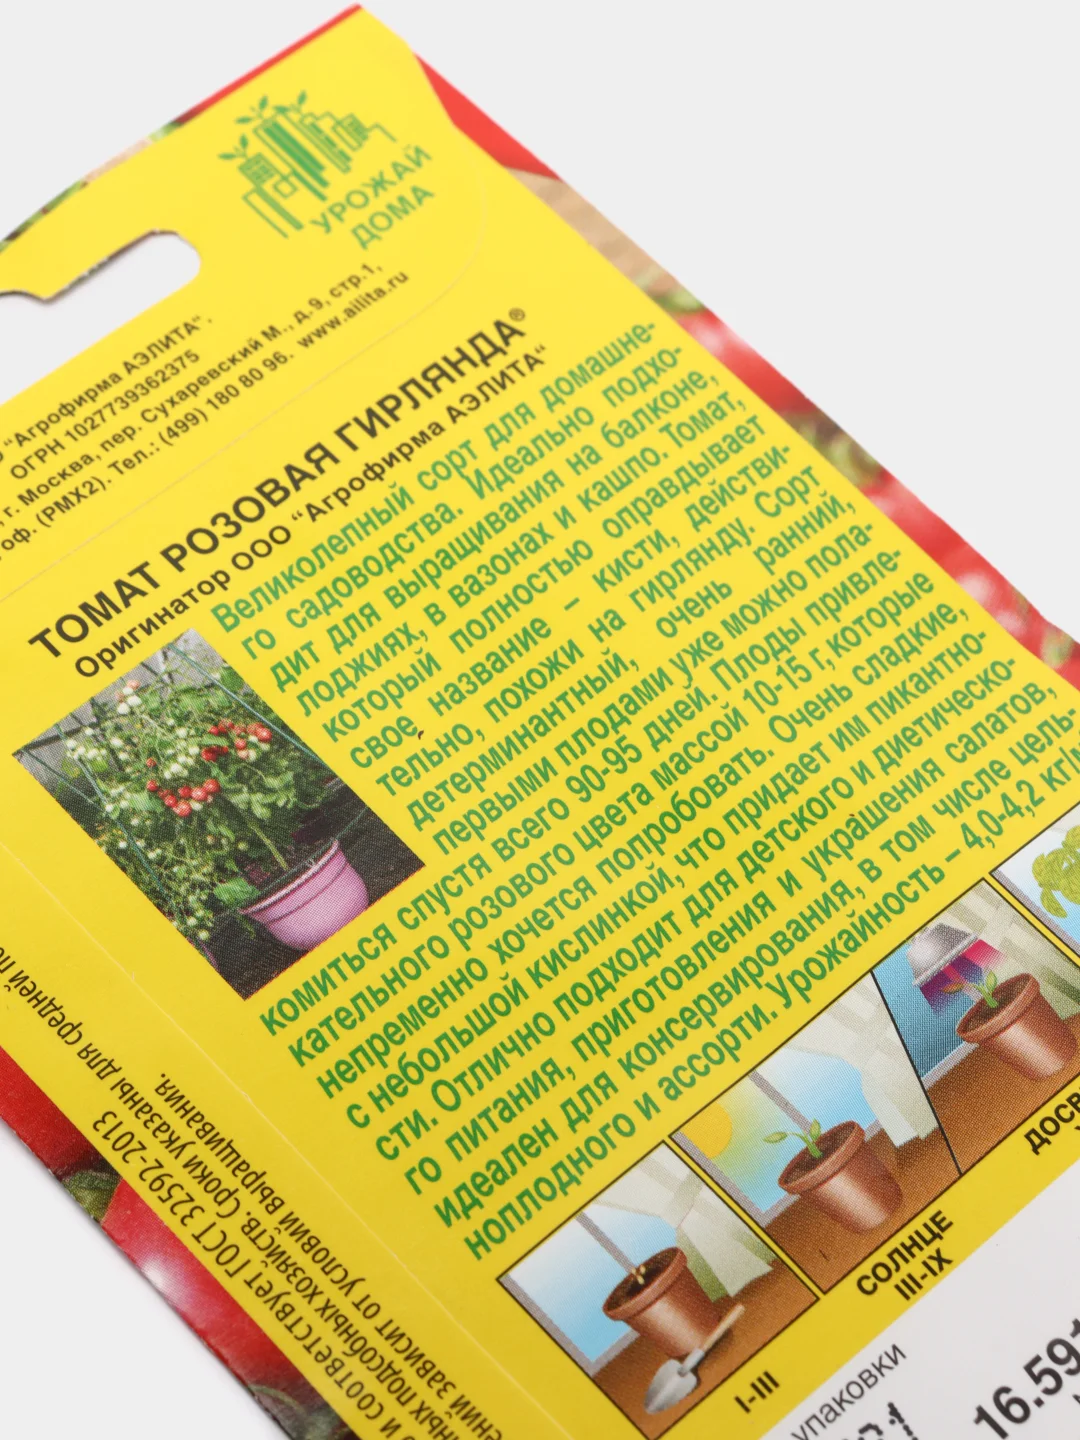 УРОЖАЙ
ДОМА
"Агрофирма АЭЛИТА".
ОГРН 1027739362375
г. Москва, пер. Сухаревский М., д.9, стр.1,
оф. (РМХ2). Тел.: (499) 180 80 96. www.ailita.ru
ТОМАТ РОЗОВАЯ ГИРЛЯНДА®
Оригинатор ООО "Агрофирма АЭЛИТА"
Великолепный сорт для домашне-
го садоводства. Идеально подхо-
дит для выращивания на балконе,
лоджиях, в вазонах и кашпо. Томат,
который полностью оправдывает
свое название – кисти, действи-
тельно, похожи на гирлянду. Сорт
детерминантный, очень ранний,
первыми плодами уже можно пола-
комиться спустя всего 90-95 дней. Плоды привле-
кательного розового цвета массой 10-15 г, которые
непременно хочется попробовать. Очень сладкие,
с небольшой кислинкой, что придает им пикантно-
сти. Отлично подходит для детского и диетическо-
го питания, приготовления и украшения салатов,
идеален для консервирования, в том числе цель-
ноплодного и ассорти. Урожайность – 4,0-4,2 кг/
I-III
СОЛНЦЕ
III-IX
ДОСВ
упаковки
16.591
и соответствует ГОСТ 32592-2013
подсобных хозяйств. Сроки указаны для средней
зависит от условий выращивания.